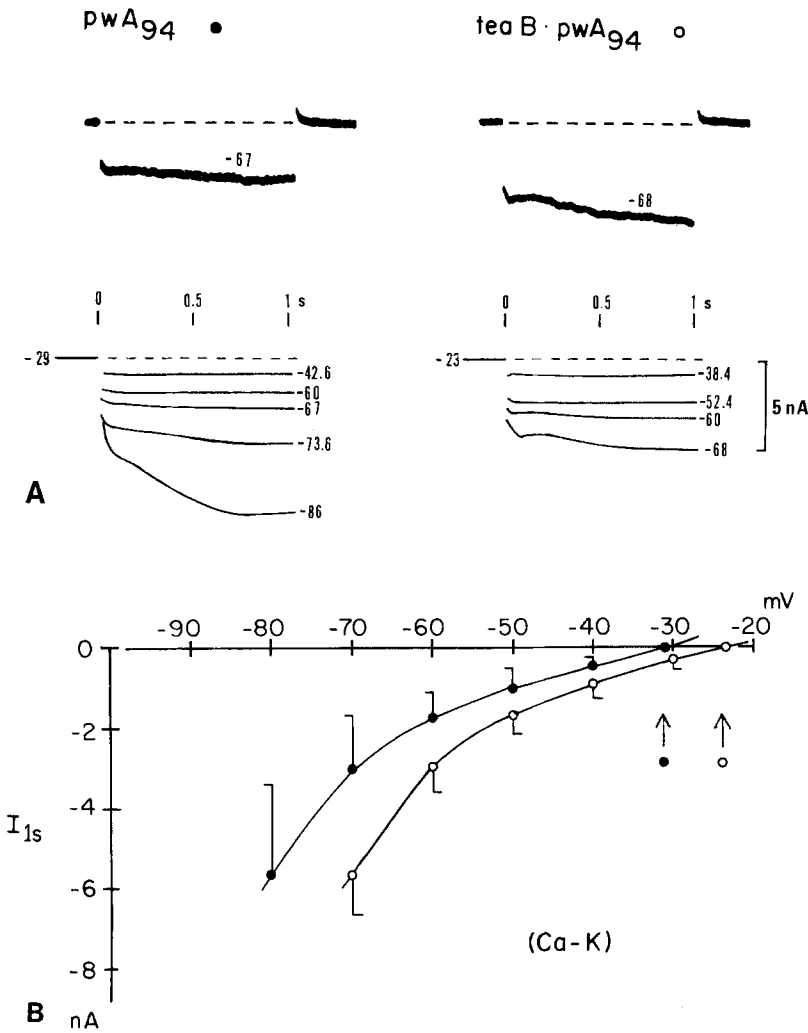 pwA94 ● tea B · pwA94 ○
-67 -68
0 0.5 1 s 0 0.5 1 s
-29 -23
-42.6 -38.4
-60 -52.4
-67 -60
-73.6 -68
-86
5 nA
A
mV
-90 -80 -70 -60 -50 -40 -30 -20
0
-2
-4
-6
-8
I1s
nA
(Ca-K)
B